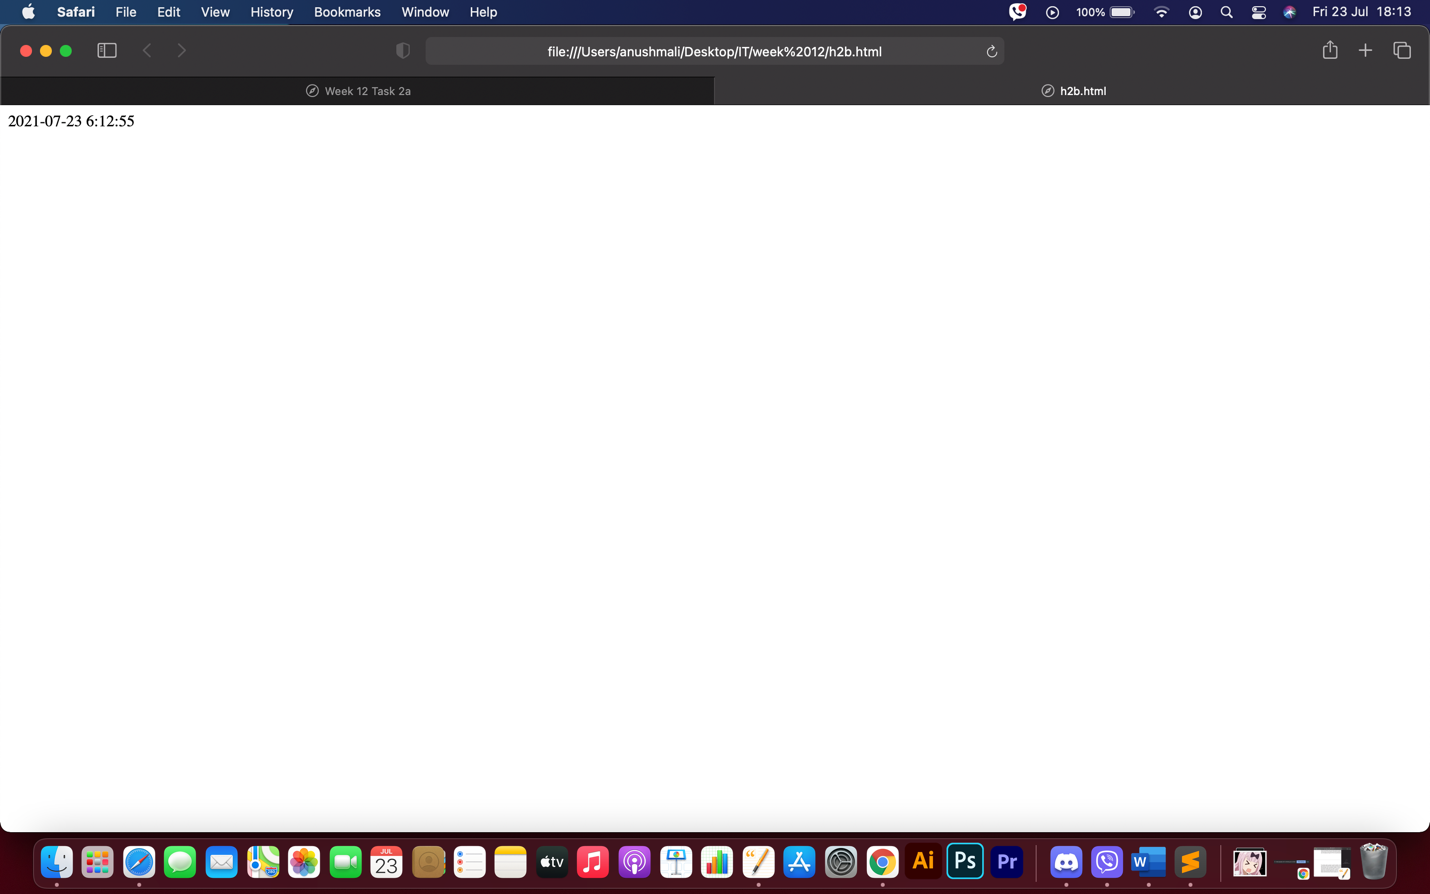 Safari File Edit View History Bookmarks Window Help 100% Fri 23 Jul 18:13
file:///Users/anushmali/Desktop/IT/week%2012/h2b.html
Week 12 Task 2a h2b.html
2021-07-23 6:12:55
JUL
23
tv
Ai
Ps
Pr
W